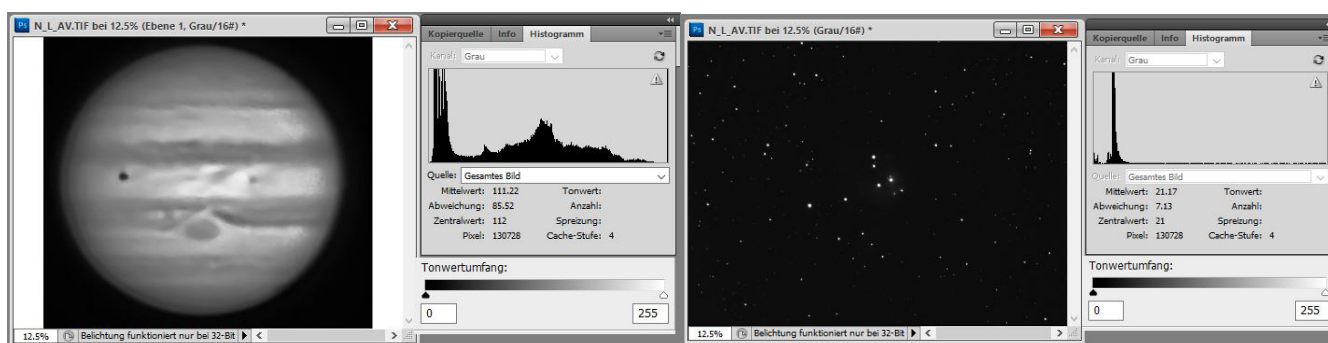 Ps N_L_AV.TIF bei 12.5% (Ebene 1, Grau/16#) *
Kopierquelle Info Histogramm
Kanal: Grau
Quelle: Gesamtes Bild
Mittelwert: 111.22 Tonwert:
Abweichung: 85.52 Anzahl:
Zentralwert: 112 Spreizung:
Pixel: 130728 Cache-Stufe: 4
Tonwertumfang:
0 255
12.5% Belichtung funktioniert nur bei 32-Bit
Ps N_L_AV.TIF bei 12.5% (Grau/16#) *
Kopierquelle Info Histogramm
Kanal: Grau
Quelle: Gesamtes Bild
Mittelwert: 21.17 Tonwert:
Abweichung: 7.13 Anzahl:
Zentralwert: 21 Spreizung:
Pixel: 130728 Cache-Stufe: 4
Tonwertumfang:
0 255
12.5% Belichtung funktioniert nur bei 32-Bit